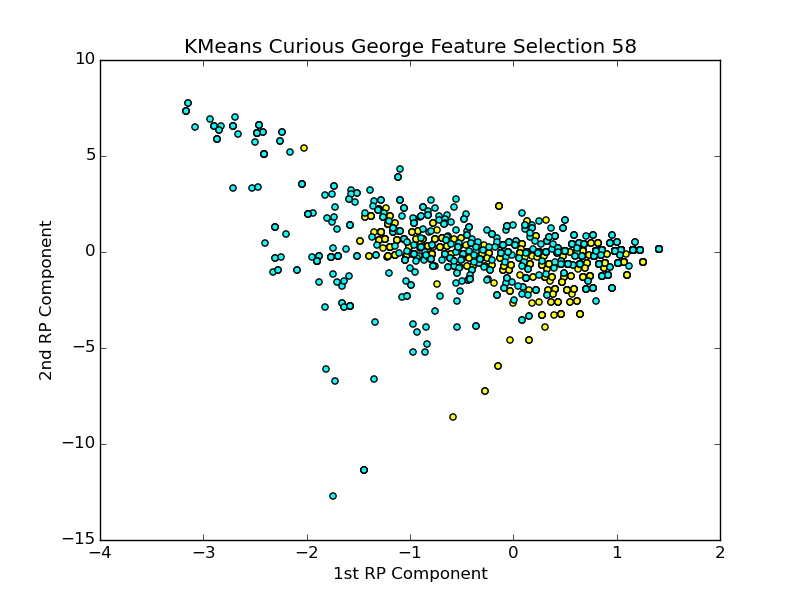 KMeans Curious George Feature Selection 58
10
5
0
−5
−10
−15
2nd RP Component
−4 −3 −2 −1 0 1 2
1st RP Component